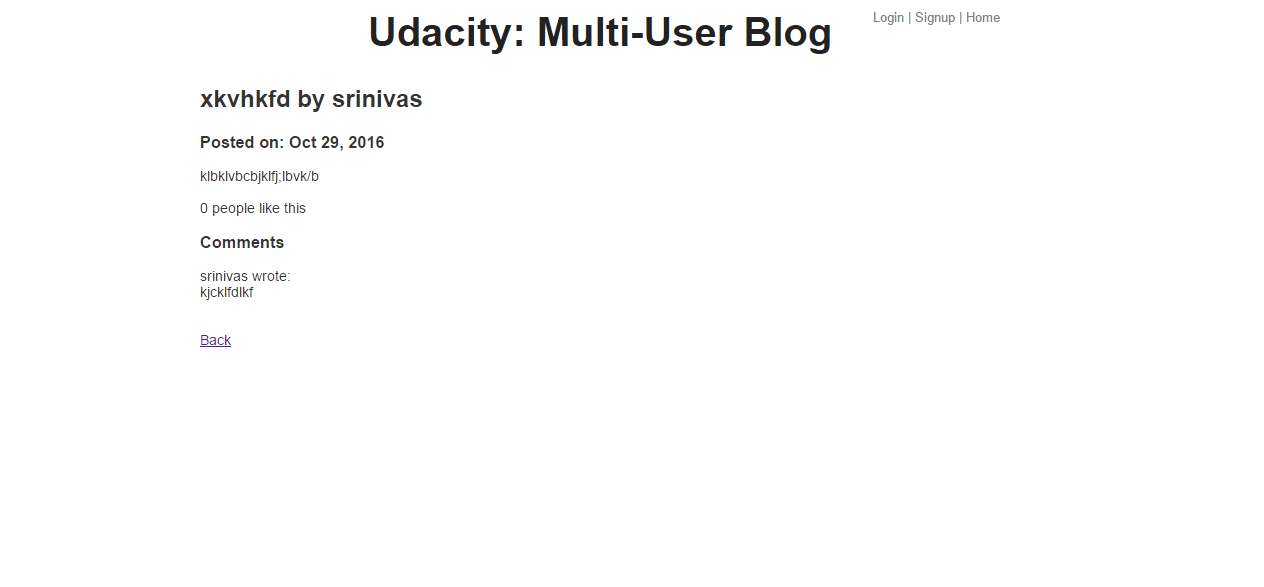 Udacity: Multi-User Blog
Login | Signup | Home
xkvhkfd by srinivas
Posted on: Oct 29, 2016
klbklvbcbjklfj;lbvk/b
0 people like this
Comments
srinivas wrote:
kjcklfdlkf
Back